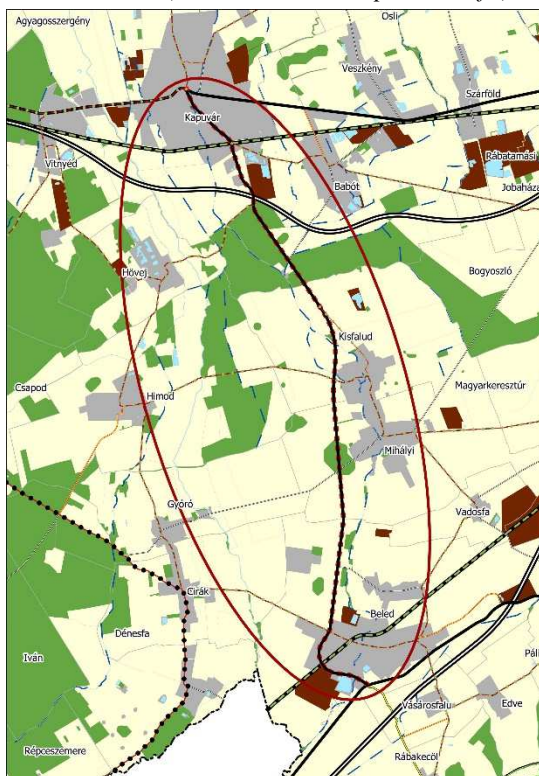 Agyagosszergény
Osli
Veszkény
Szárföld
Kapuvár
Rábatamási
Vitnyéd
Babót
Jobaháza
Hövej
Bogyoszló
Kisfalud
Csapod
Himod
Magyarkeresztúr
Mihályi
Gyóró
Vadosfa
Cirák
Beled
Dénesfa
Iván
Páli
Vásárosfalu
Edve
Répceszemere
Rábakecöl